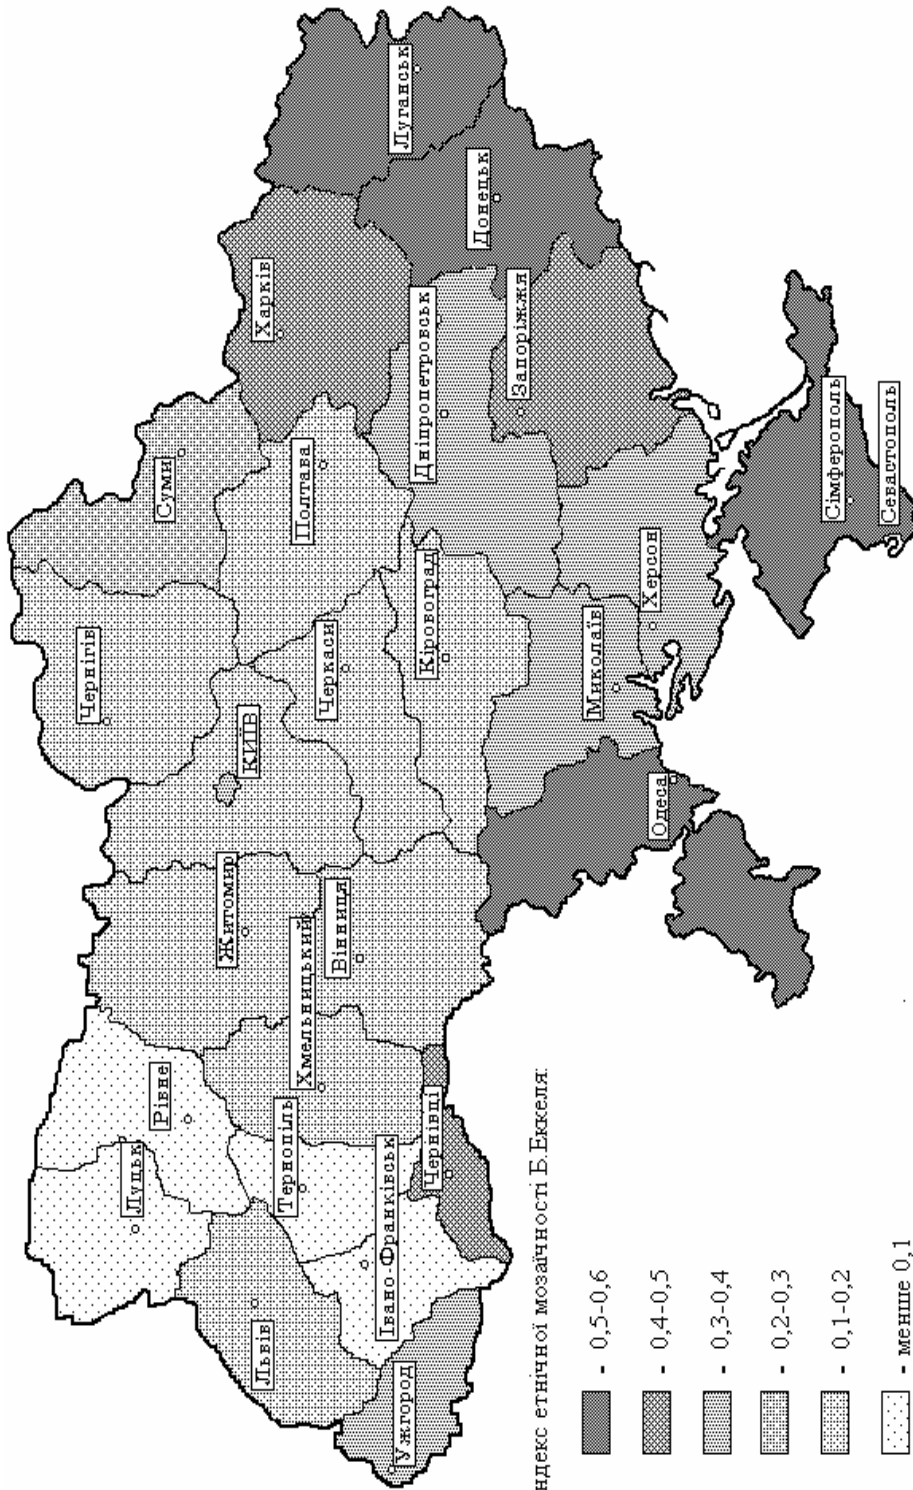 Луганськ
Донецьк
Харків
Дніпропетровськ
Запоріжжя
Суми
Полтава
Сімферополь
Севастополь
Херсон
Чернігів
КИЇВ
Черкаси
Кіровоград
Миколаїв
Одеса
Житомир
Вінниця
Хмельницький
Рівне
Луцьк
Тернопіль
Івано Франківськ
Чернівці
Львів
Ужгород
ндекс етнічної мозаїчності Б.Еккеля:
- 0,5-0,6
- 0,4-0,5
- 0,3-0,4
- 0,2-0,3
- 0,1-0,2
- менше 0,1